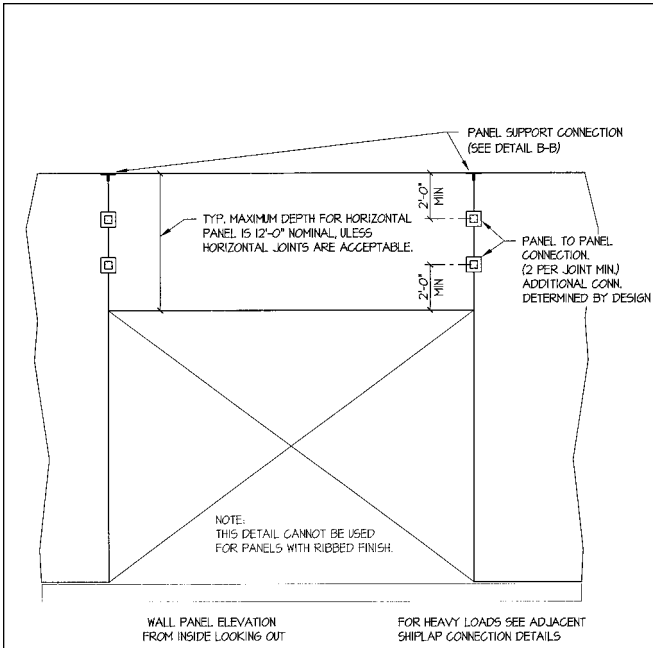 PANEL SUPPORT CONNECTION
(SEE DETAIL B-B)
2'-0"
MIN
TYP. MAXIMUM DEPTH FOR HORIZONTAL
PANEL IS 12'-0" NOMINAL, ULESS
HORIZONTAL JOINTS ARE ACCEPTABLE.
PANEL TO PANEL
CONNECTION.
(2 PER JOINT MIN.)
ADDITIONAL CONN.
DETERMINED BY DESIGN
2'-0"
MIN
NOTE:
THIS DETAIL CANNOT BE USED
FOR PANELS WITH RIBBED FINISH.
WALL PANEL ELEVATION
FROM INSIDE LOOKING OUT
FOR HEAVY LOADS SEE ADJACENT
SHIPLAP CONNECTION DETAILS